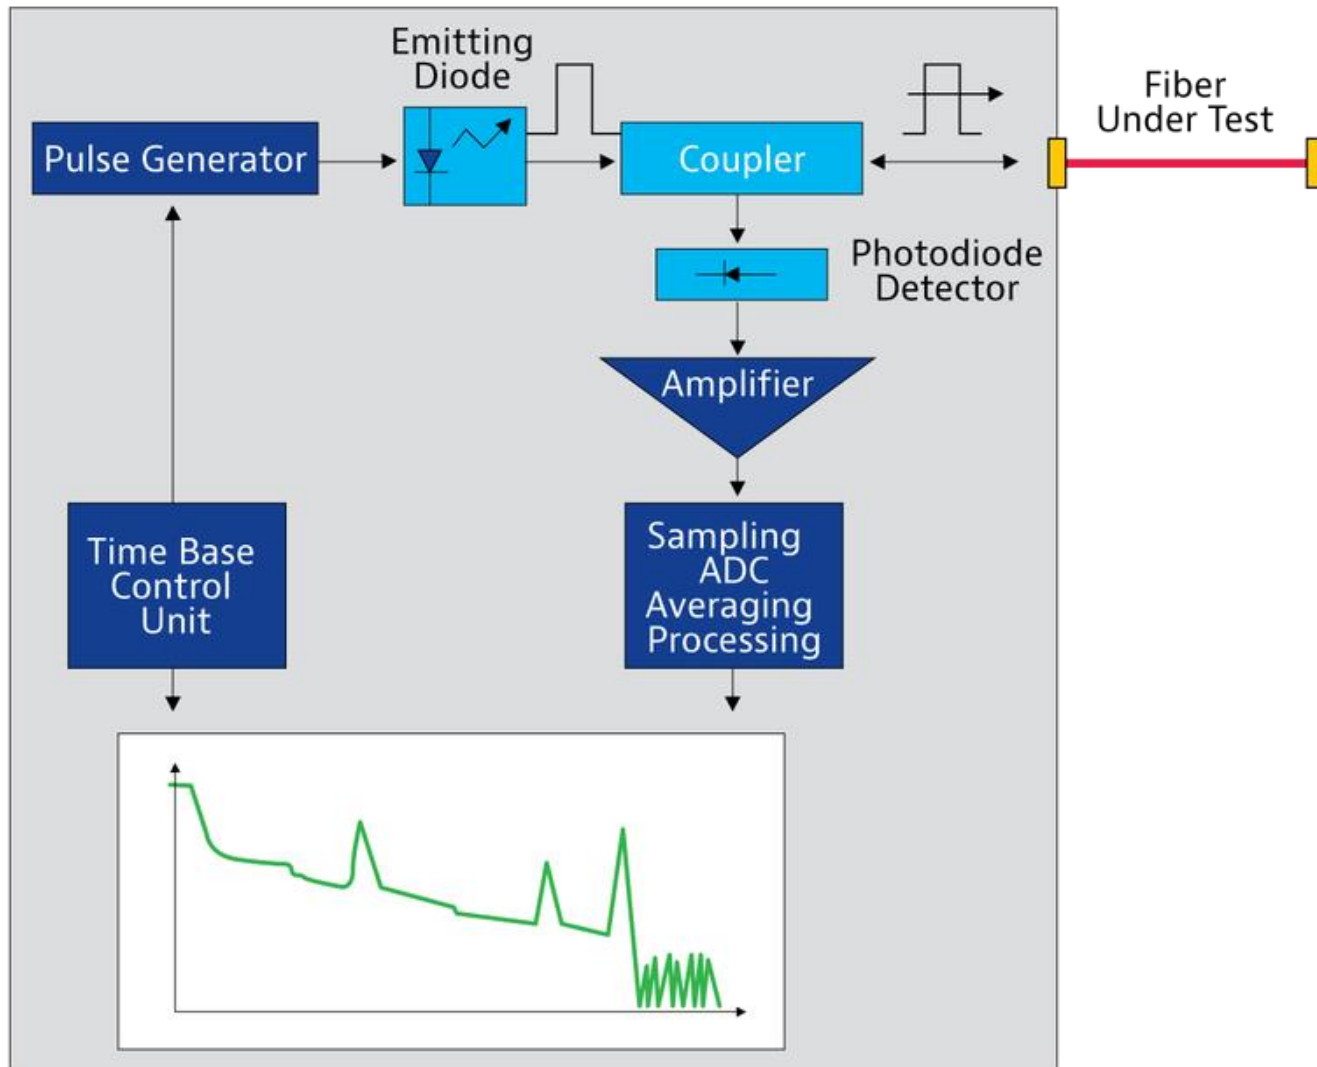 Emitting
Diode
Fiber
Under Test
Pulse Generator
Coupler
Photodiode
Detector
Amplifier
Time Base
Control
Unit
Sampling
ADC
Averaging
Processing